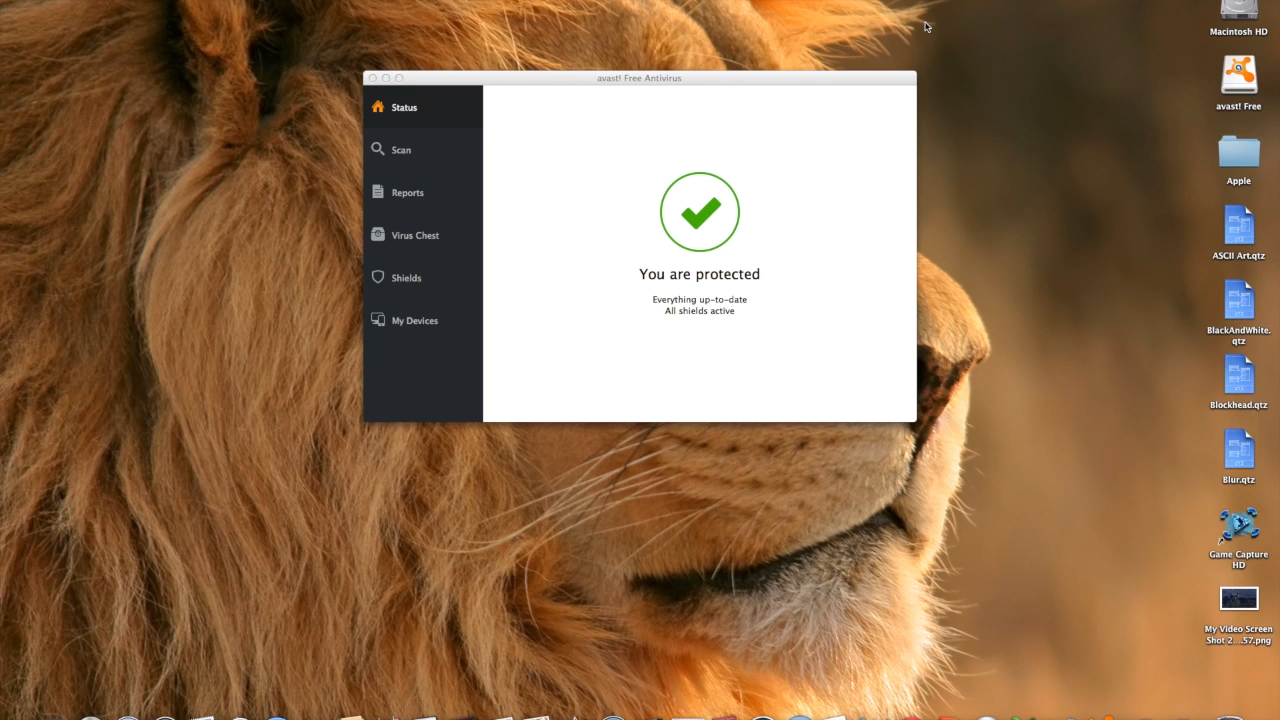 avast! Free Antivirus
Status
Scan
Reports
Virus Chest
Shields
My Devices
You are protected
Everything up-to-date
All shields active
Macintosh HD
avast! Free
Apple
ASCII Art.qtz
BlackAndWhite.
qtz
Blockhead.qtz
Blur.qtz
Game Capture
HD
My Video Screen
Shot 2....57.png